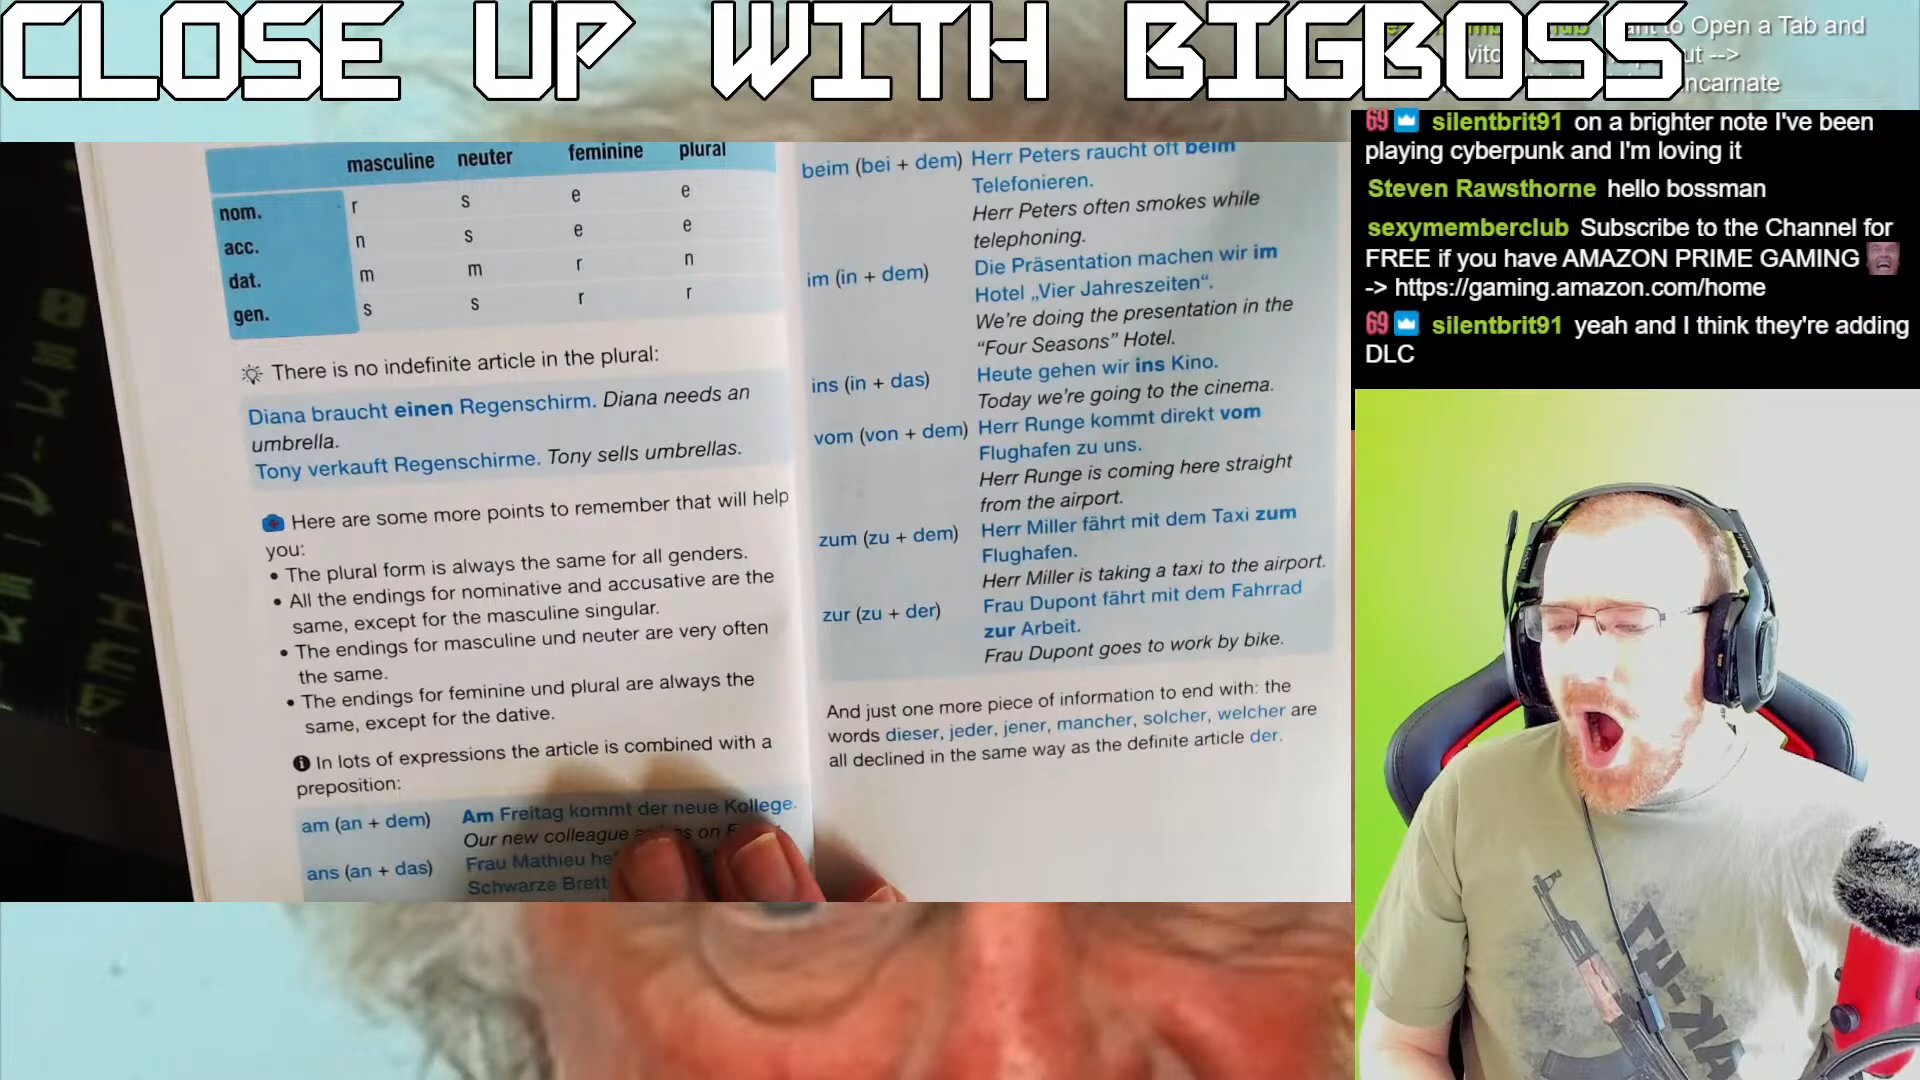 CLOSE UP WITH BIGBOSS
to Open a Tab and
ut -->
ncarnate
69 silentbrit91 on a brighter note I've been
playing cyberpunk and I'm loving it
Steven Rawsthorne hello bossman
sexymemberclub Subscribe to the Channel for
FREE if you have AMAZON PRIME GAMING
-> https://gaming.amazon.com/home
69 silentbrit91 yeah and I think they're adding
DLC
masculine neuter feminine plural
nom. r s e e
acc. n s e e
dat. m m r n
gen. s s r r
There is no indefinite article in the plural:
Diana braucht einen Regenschirm. Diana needs an
umbrella.
Tony verkauft Regenschirme. Tony sells umbrellas.
Here are some more points to remember that will help
you:
• The plural form is always the same for all genders.
• All the endings for nominative and accusative are the
same, except for the masculine singular.
• The endings for masculine und neuter are very often
the same.
• The endings for feminine und plural are always the
same, except for the dative.
In lots of expressions the article is combined with a
preposition:
am (an + dem) Am Freitag kommt der neue Kollege.
Our new colleague on
ans (an + das) Frau Mathieu
Schwarze Brett
beim (bei + dem) Herr Peters raucht oft beim
Telefonieren.
Herr Peters often smokes while
telephoning.
im (in + dem) Die Präsentation machen wir im
Hotel „Vier Jahreszeiten“.
We're doing the presentation in the
“Four Seasons” Hotel.
ins (in + das) Heute gehen wir ins Kino.
Today we're going to the cinema.
vom (von + dem) Herr Runge kommt direkt vom
Flughafen zu uns.
Herr Runge is coming here straight
from the airport.
zum (zu + dem) Herr Miller fährt mit dem Taxi zum
Flughafen.
Herr Miller is taking a taxi to the airport.
zur (zu + der) Frau Dupont fährt mit dem Fahrrad
zur Arbeit.
Frau Dupont goes to work by bike.
And just one more piece of information to end with: the
words dieser, jeder, jener, mancher, solcher, welcher are
all declined in the same way as the definite article der.